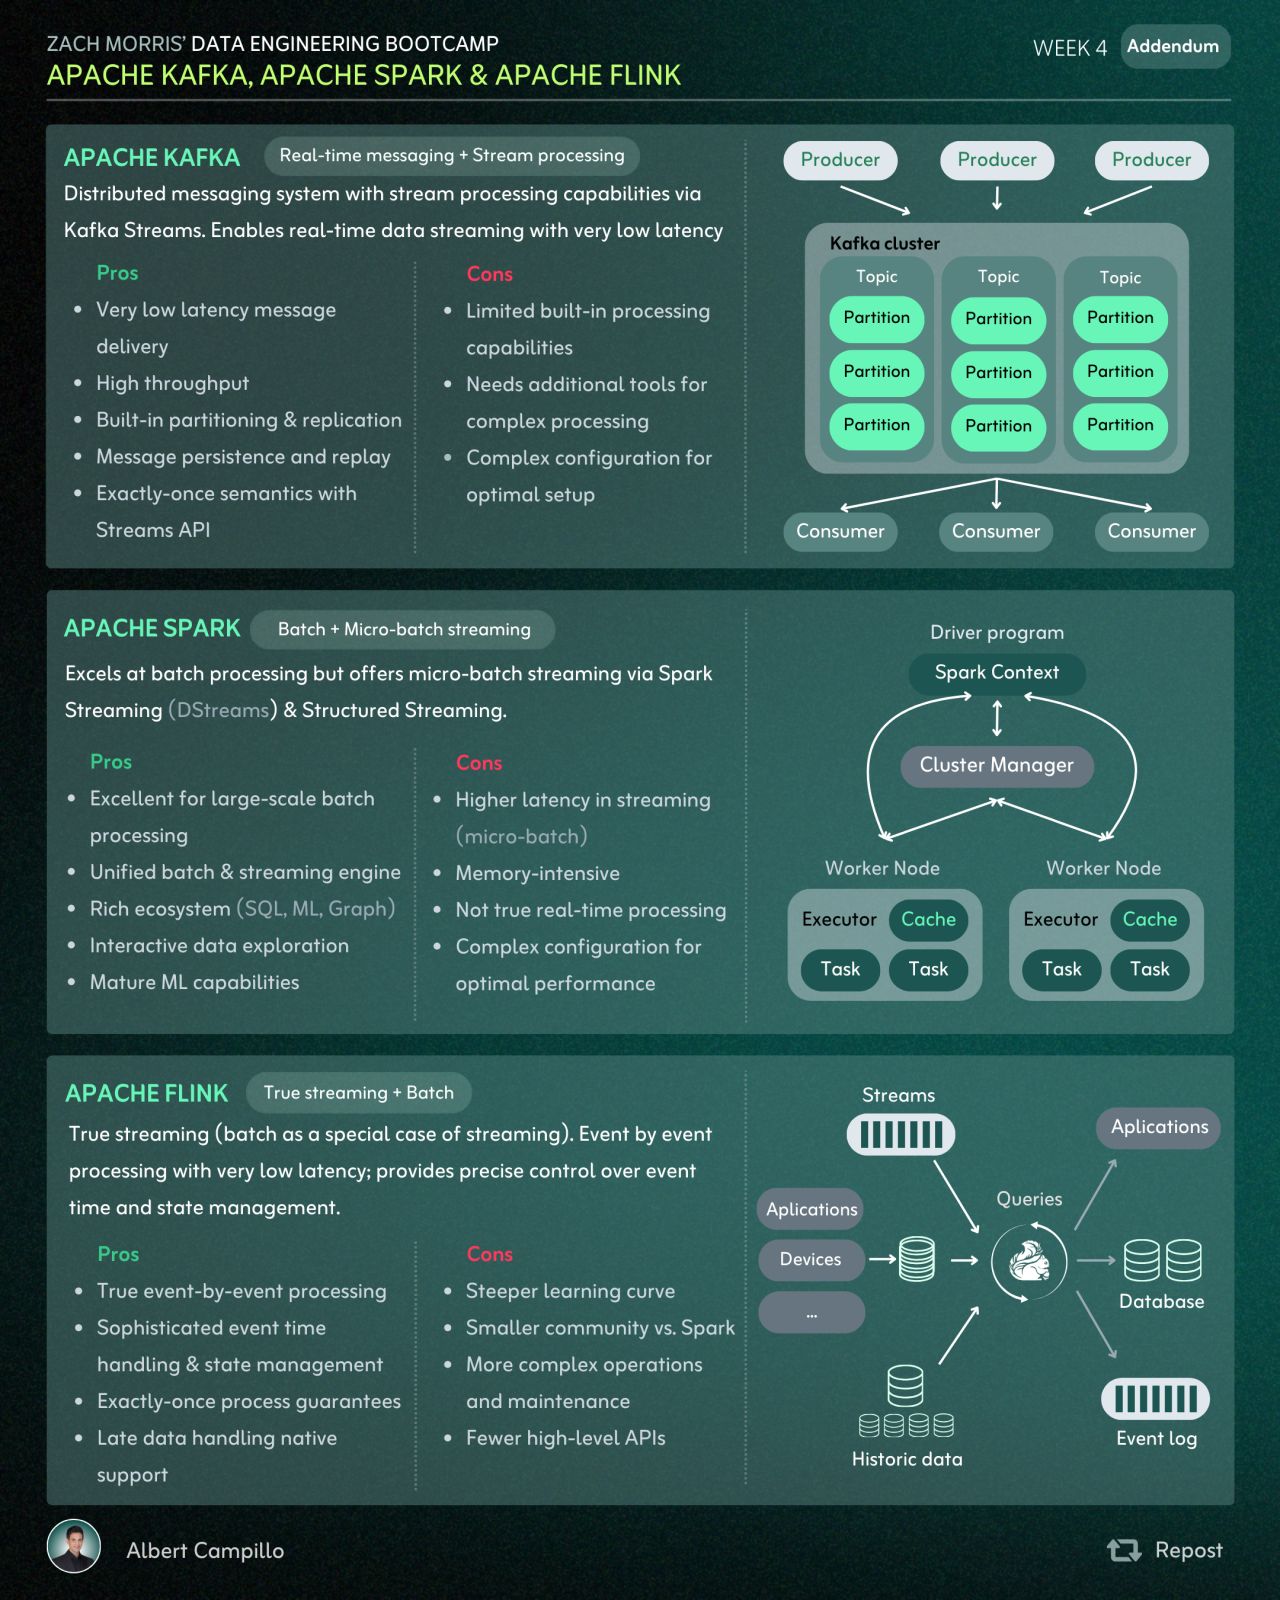 ZACH MORRIS' DATA ENGINEERING BOOTCAMP
APACHE KAFKA, APACHE SPARK & APACHE FLINK
WEEK 4
Addendum
APACHE KAFKA
Real-time messaging + Stream processing
Distributed messaging system with stream processing capabilities via
Kafka Streams. Enables real-time data streaming with very low latency
Pros
• Very low latency message
delivery
• High throughput
• Built-in partitioning & replication
• Message persistence and replay
• Exactly-once semantics with
Streams API
Cons
• Limited built-in processing
capabilities
• Needs additional tools for
complex processing
• Complex configuration for
optimal setup
Producer
Producer
Producer
Kafka cluster
Topic
Topic
Topic
Partition
Partition
Partition
Partition
Partition
Partition
Partition
Partition
Partition
Consumer
Consumer
Consumer
APACHE SPARK
Batch + Micro-batch streaming
Excels at batch processing but offers micro-batch streaming via Spark
Streaming (DStreams) & Structured Streaming.
Pros
• Excellent for large-scale batch
processing
• Unified batch & streaming engine
• Rich ecosystem (SQL, ML, Graph)
• Interactive data exploration
• Mature ML capabilities
Cons
• Higher latency in streaming
(micro-batch)
• Memory-intensive
• Not true real-time processing
• Complex configuration for
optimal performance
Driver program
Spark Context
Cluster Manager
Worker Node
Worker Node
Executor
Cache
Task
Task
Executor
Cache
Task
Task
APACHE FLINK
True streaming + Batch
True streaming (batch as a special case of streaming). Event by event
processing with very low latency; provides precise control over event
time and state management.
Pros
• True event-by-event processing
• Sophisticated event time
handling & state management
• Exactly-once process guarantees
• Late data handling native
support
Cons
• Steeper learning curve
• Smaller community vs. Spark
• More complex operations
and maintenance
• Fewer high-level APIs
Streams
Aplications
Queries
Aplications
Devices
...
Database
Historic data
Event log
Albert Campillo
Repost